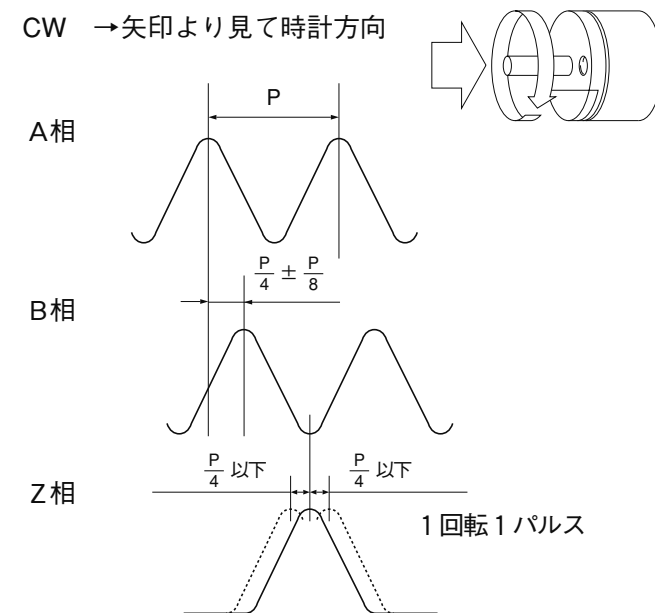 CW →矢印より見て時計方向
P
A相
P/4 ± P/8
B相
P/4 以下 P/4 以下
Z相
1回転1パルス